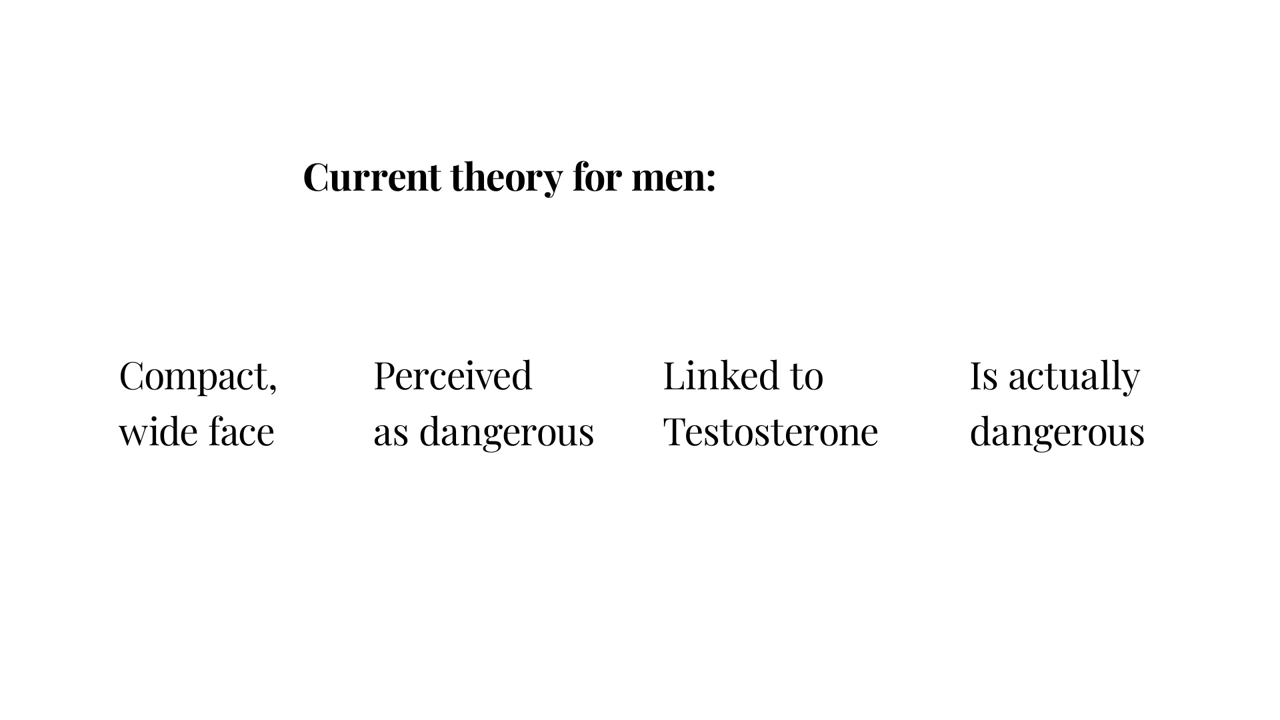 Current theory for men:
Compact,
wide face
Perceived
as dangerous
Linked to
Testosterone
Is actually
dangerous